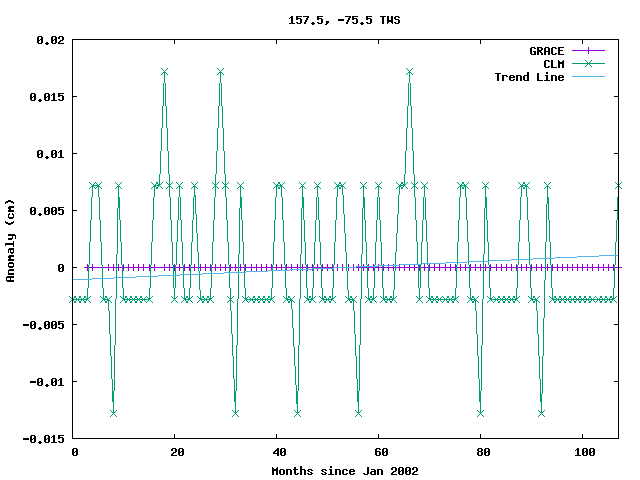 157.5, -75.5 TWS
GRACE
CLM
Trend Line
0.02
0.015
0.01
0.005
0
-0.005
-0.01
-0.015
Anomaly (cm)
0 20 40 60 80 100
Months since Jan 2002